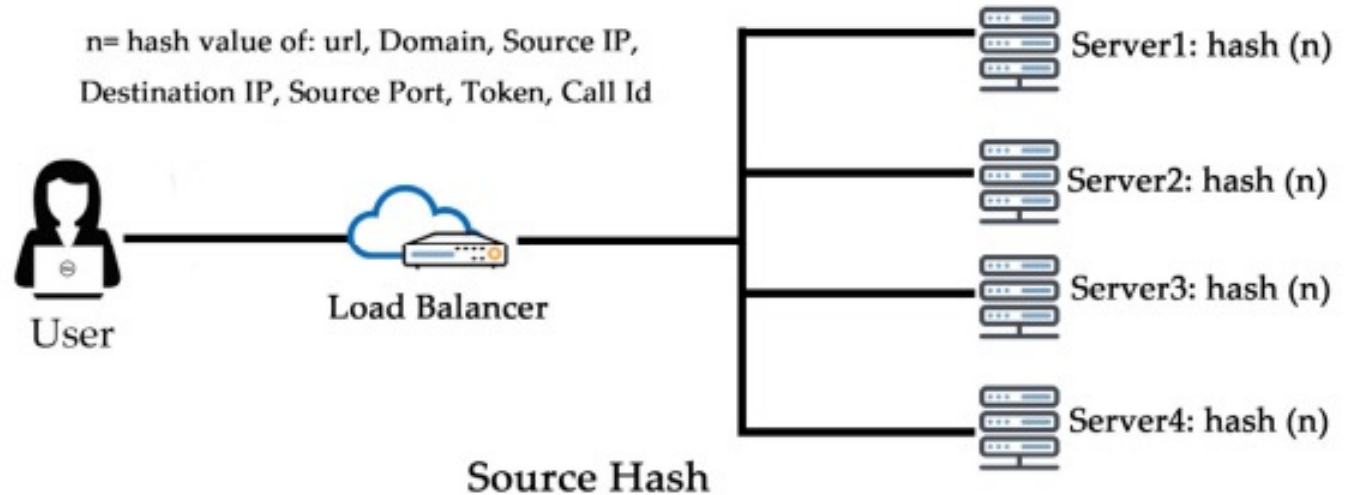 n= hash value of: url, Domain, Source IP,
Destination IP, Source Port, Token, Call Id
Server1: hash (n)
Server2: hash (n)
Server3: hash (n)
Server4: hash (n)
Load Balancer
User
Source Hash